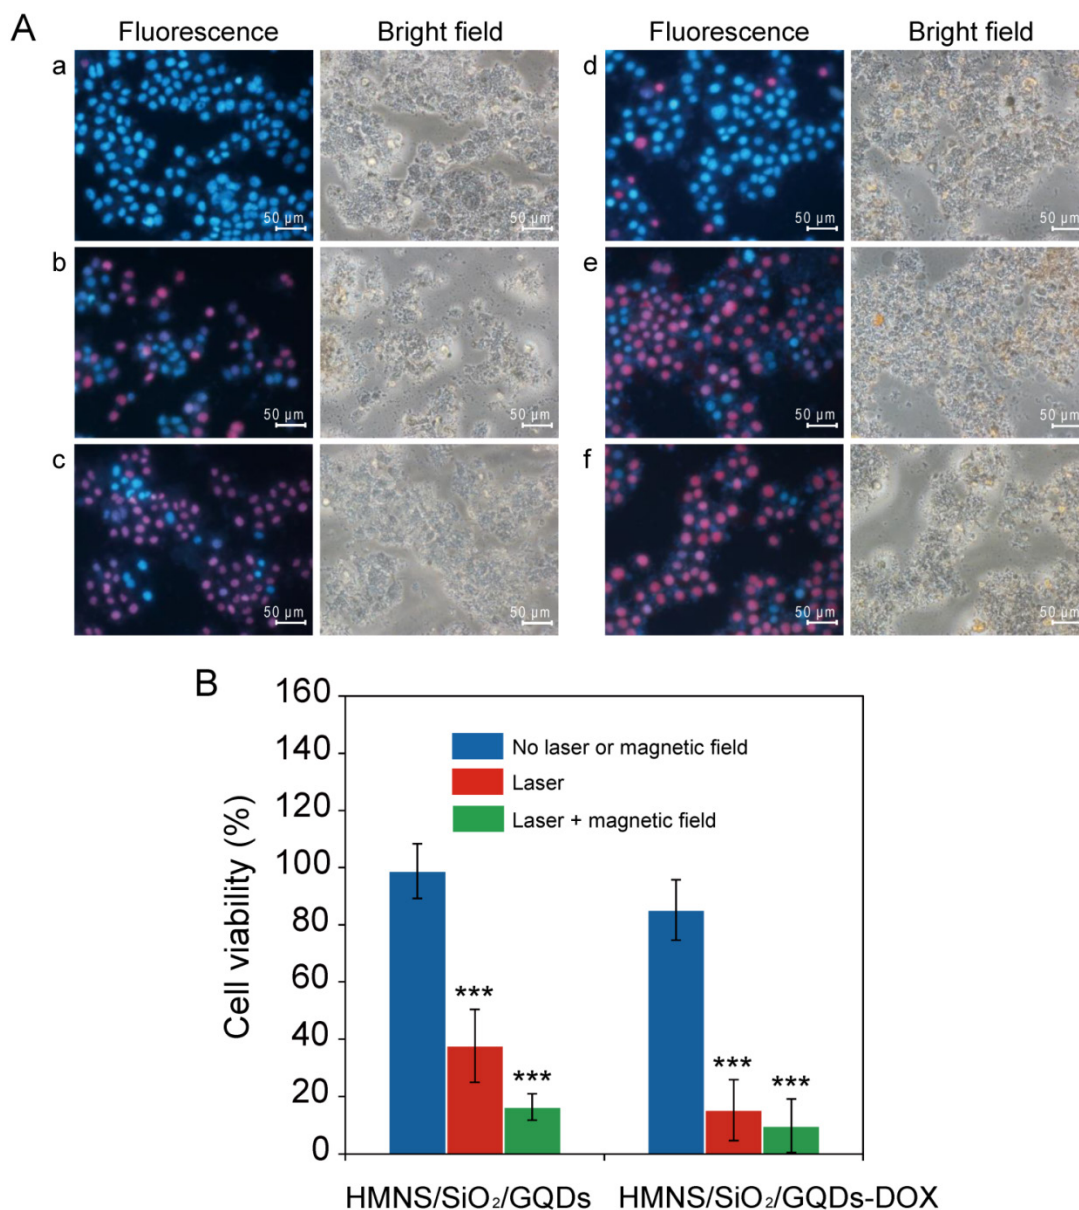 A
Fluorescence Bright field Fluorescence Bright field
a 50 μm 50 μm d 50 μm 50 μm
b 50 μm 50 μm e 50 μm 50 μm
c 50 μm 50 μm f 50 μm 50 μm
B
Cell viability (%)
160
140
120
100
80
60
40
20
0
No laser or magnetic field
Laser
Laser + magnetic field
***
***
***
***
HMNS/SiO₂/GQDs HMNS/SiO₂/GQDs-DOX